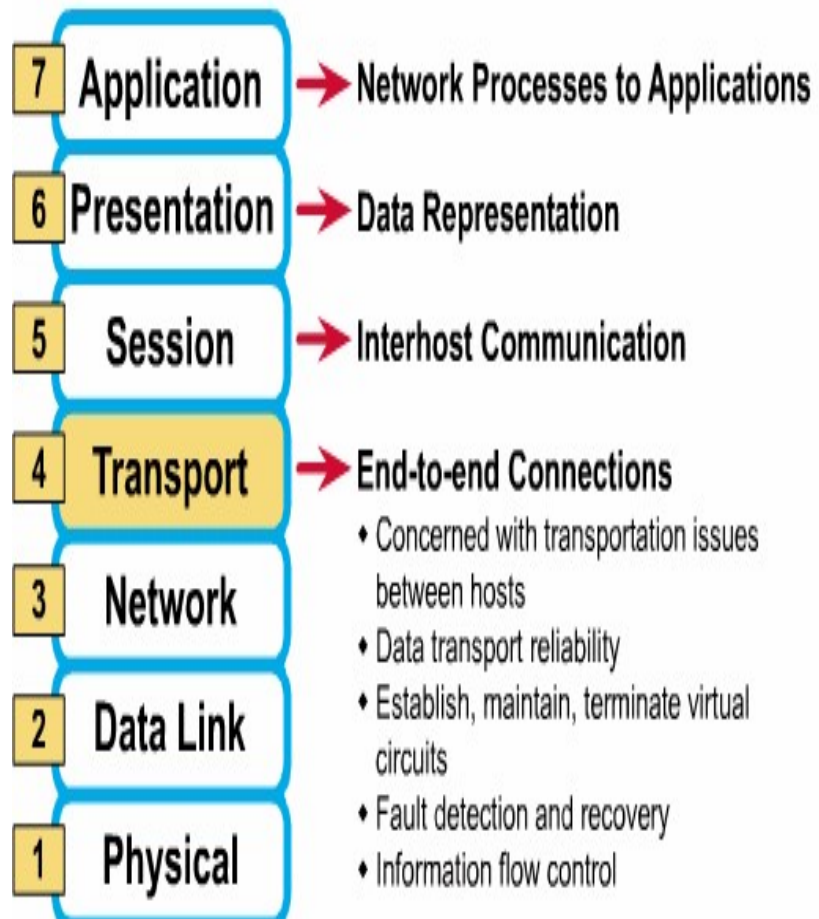 7 Application Network Processes to Applications
6 Presentation Data Representation
5 Session Interhost Communication
4 Transport End-to-end Connections
• Concerned with transportation issues
between hosts
3 Network
• Data transport reliability
• Establish, maintain, terminate virtual
circuits
2 Data Link
• Fault detection and recovery
• Information flow control
1 Physical